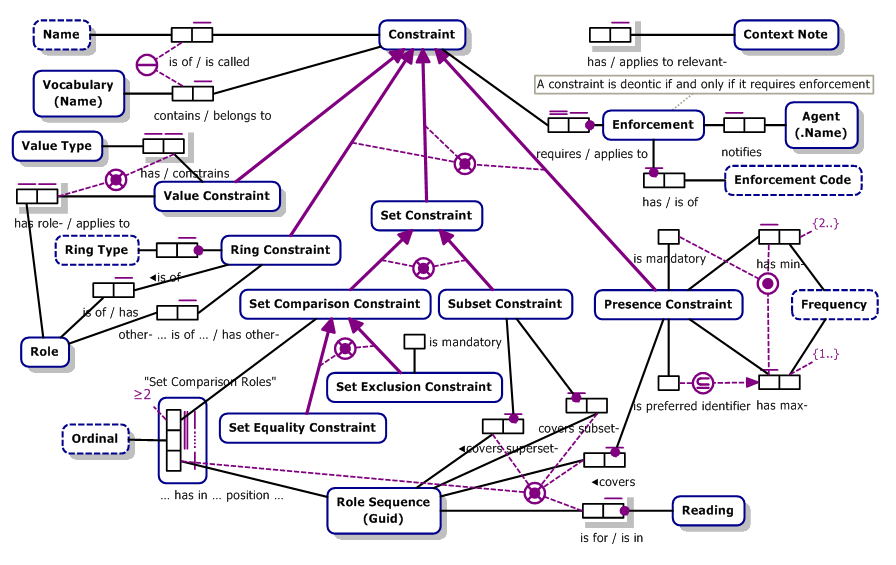 Name
Constraint
Context Note
is of / is called
has / applies to relevant-
Vocabulary
(Name)
A constraint is deontic if and only if it requires enforcement
contains / belongs to
Enforcement
Agent
(.Name)
Value Type
requires / applies to
notifies
has / constrains
Enforcement Code
Value Constraint
has / is of
has role- / applies to
Set Constraint
{2..}
Ring Type
Ring Constraint
is mandatory
has min-
◄is of
Set Comparison Constraint
Subset Constraint
Presence Constraint
Frequency
is of / has
other- ... is of ... / has other-
is mandatory
Role
{1..}
"Set Comparison Roles"
Set Exclusion Constraint
≥2
is preferred identifier
has max-
Set Equality Constraint
covers subset-
Ordinal
◄covers superset-
◄covers
... has in ... position ...
Role Sequence
(Guid)
Reading
is for / is in